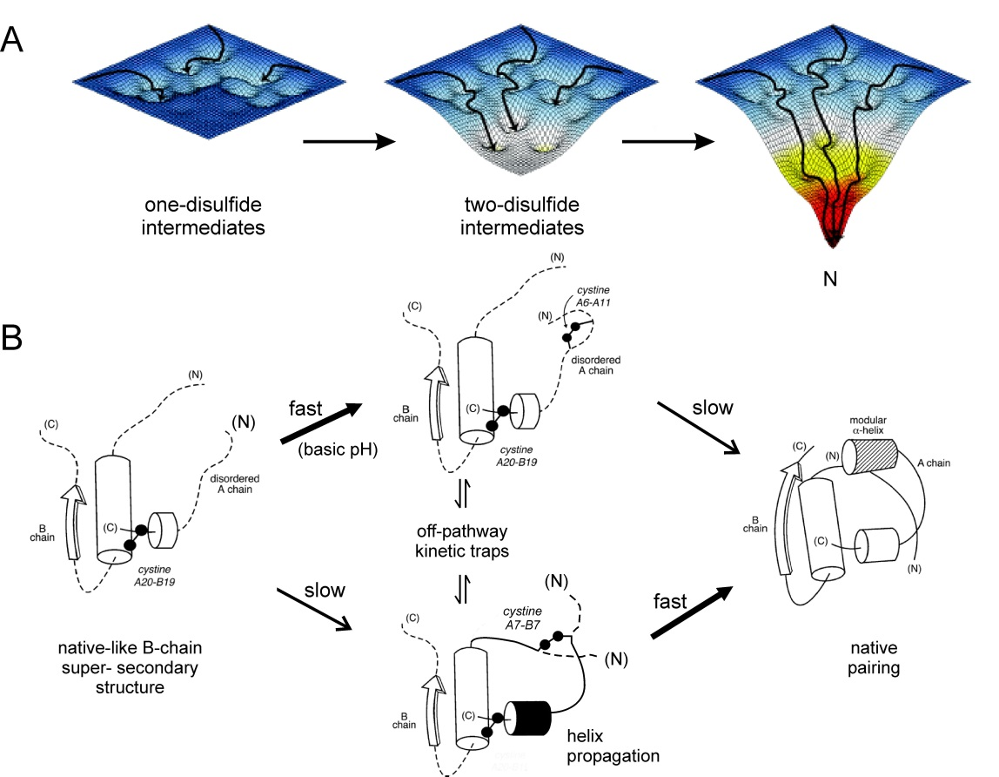 A
one-disulfide
intermediates
two-disulfide
intermediates
N
B
(C)
(N)
(N)
disordered
A chain
B
chain
(C)
cystine
A20-B19
native-like B-chain
super- secondary
structure
fast
(basic pH)
slow
(N)
(C)
cystine
A6-A11
(N)
disordered
A chain
B
chain
(C)
cystine
A20-B19
off-pathway
kinetic traps
(N)
cystine
A7-B7
(C)
(N)
B
chain
(C)
helix
propagation
slow
fast
modular
α-helix
(C)
(N)
A chain
B
chain
(C)
(N)
native
pairing